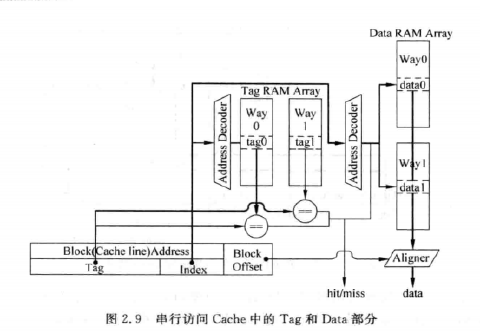 Data RAM Array
Way0
data0
Tag RAM Array
Way
0
tag0
Way
1
tag1
Address Decoder
Address Decoder
Way1
data1
==
==
Block(Cache line)Address
Tag
Index
Block
Offset
Aligner
hit/miss
data
图 2.9 串行访问 Cache 中的 Tag 和 Data 部分